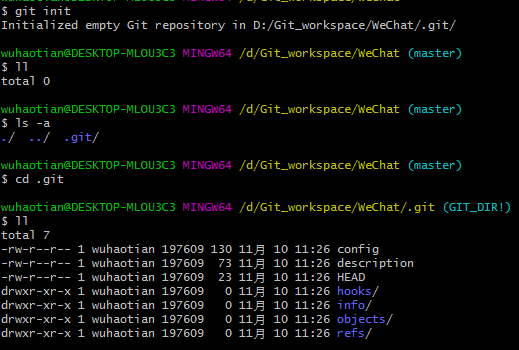 $ git init
Initialized empty Git repository in D:/Git_workspace/WeChat/.git/
wuhaotian@DESKTOP-MLOU3C3 MINGW64 /d/Git_workspace/WeChat (master)
$ ll
total 0
wuhaotian@DESKTOP-MLOU3C3 MINGW64 /d/Git_workspace/WeChat (master)
$ ls -a
./  ../  .git/
wuhaotian@DESKTOP-MLOU3C3 MINGW64 /d/Git_workspace/WeChat (master)
$ cd .git
wuhaotian@DESKTOP-MLOU3C3 MINGW64 /d/Git_workspace/WeChat/.git (GIT_DIR!)
$ ll
total 7
-rw-r--r-- 1 wuhaotian 197609 130 11月 10 11:26 config
-rw-r--r-- 1 wuhaotian 197609  73 11月 10 11:26 description
-rw-r--r-- 1 wuhaotian 197609  23 11月 10 11:26 HEAD
drwxr-xr-x 1 wuhaotian 197609   0 11月 10 11:26 hooks/
drwxr-xr-x 1 wuhaotian 197609   0 11月 10 11:26 info/
drwxr-xr-x 1 wuhaotian 197609   0 11月 10 11:26 objects/
drwxr-xr-x 1 wuhaotian 197609   0 11月 10 11:26 refs/